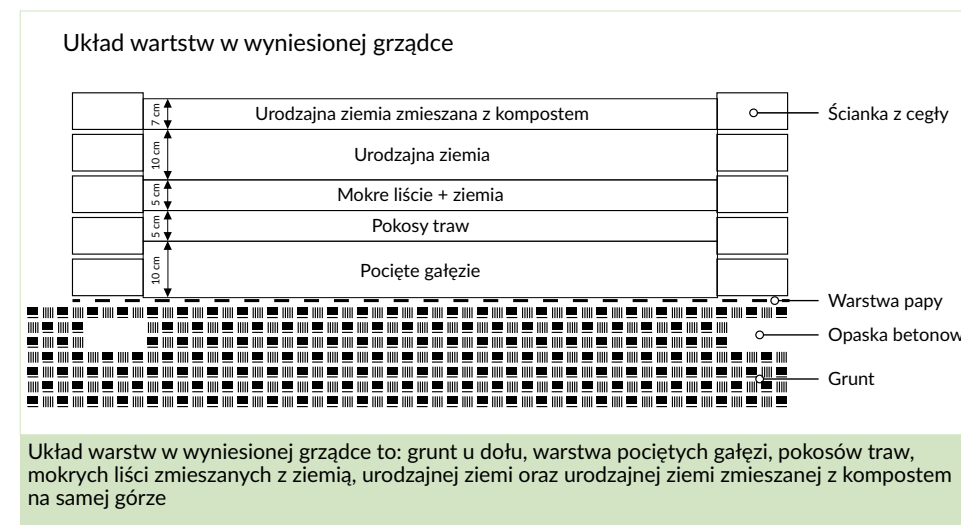 Układ wartstw w wyniesionej grządce
7 cm
Urodzajna ziemia zmieszana z kompostem
Ścianka z cegły
10 cm
Urodzajna ziemia
5 cm
Mokre liście + ziemia
5 cm
Pokosy traw
10 cm
Pocięte gałęzie
Warstwa papy
Opaska betonow
Grunt
Układ warstw w wyniesionej grządce to: grunt u dołu, warstwa pociętych gałęzi, pokosów traw,
mokrych liści zmieszanych z ziemią, urodzajnej ziemi oraz urodzajnej ziemi zmieszanej z kompostem
na samej górze